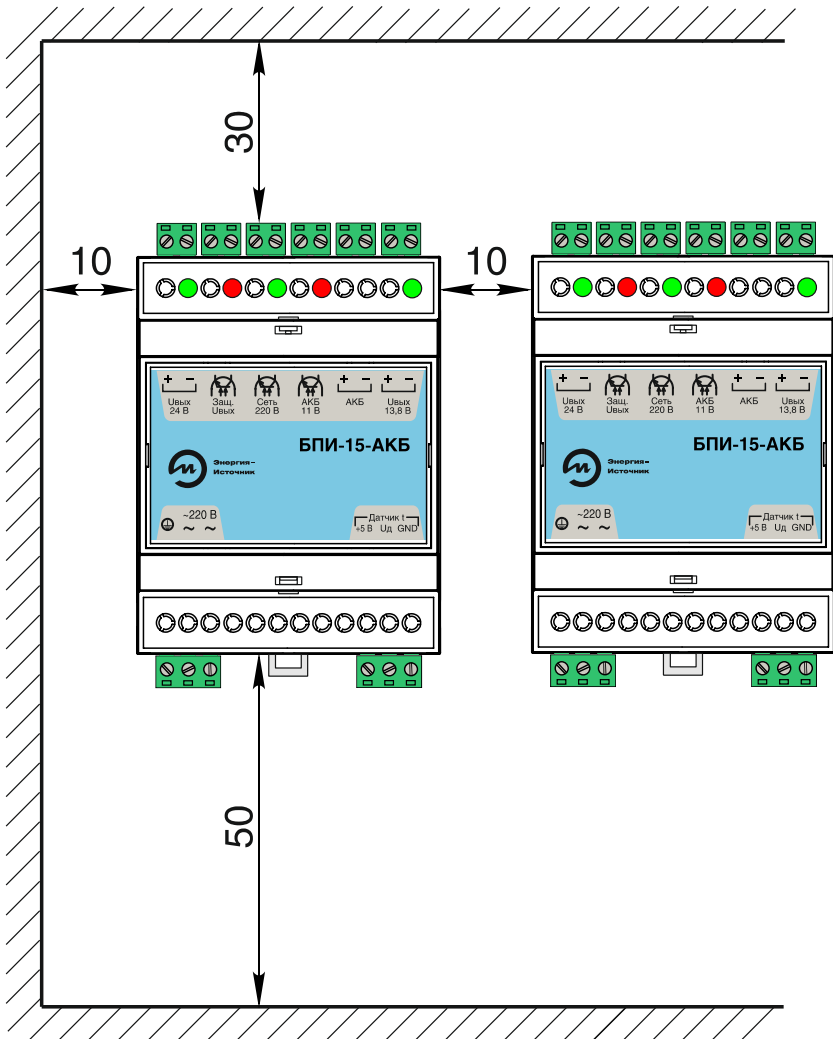 30
10
10
+ − + − + −
Uвых Защ. Сеть АКБ АКБ Uвых
24 В Uвых 220 В 11 В 13,8 В
БПИ-15-АКБ
Энергия–
Источник
~220 В Датчик t
~ ~ +5 В Uд GND
+ − + − + −
Uвых Защ. Сеть АКБ АКБ Uвых
24 В Uвых 220 В 11 В 13,8 В
БПИ-15-АКБ
Энергия–
Источник
~220 В Датчик t
~ ~ +5 В Uд GND
50